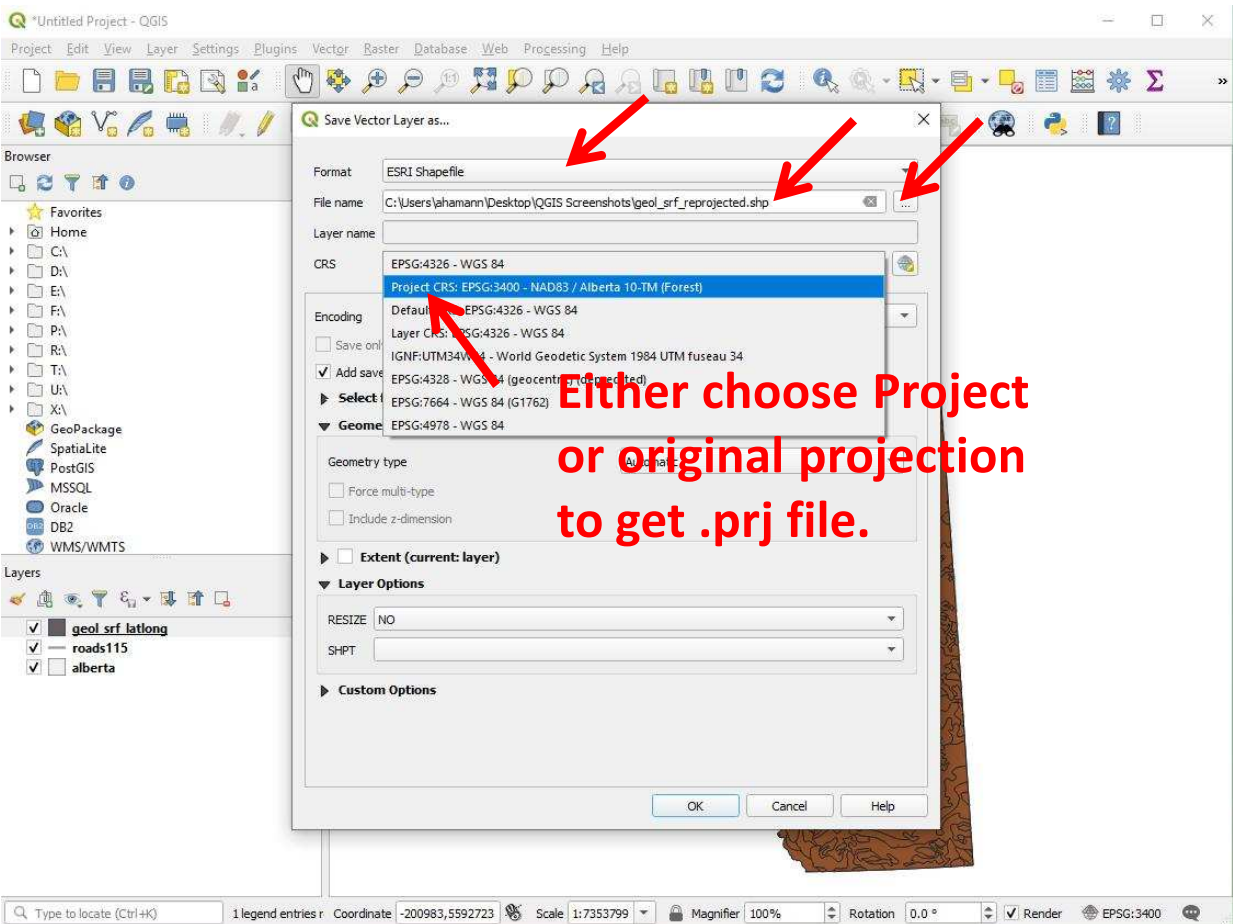 *Untitled Project - QGIS
Project Edit View Layer Settings Plugins Vector Raster Database Web Processing Help
Save Vector Layer as...
Browser
Favorites
Home
C:\
D:\
E:\
F:\
P:\
R:\
T:\
U:\
X:\
GeoPackage
SpatiaLite
PostGIS
MSSQL
Oracle
DB2
WMS/WMTS
Layers
geol_srf_latlong
roads115
alberta
Format ESRI Shapefile
File name C:\Users\ahamann\Desktop\QGIS Screenshots\geol_srf_reprojected.shp ...
Layer name
CRS EPSG:4326 - WGS 84
Project CRS: EPSG:3400 - NAD83 / Alberta 10-TM (Forest)
EPSG:4326 - WGS 84
Layer CRS: EPSG:4326 - WGS 84
IGNF: - World Geodetic System 1984 UTM fuseau 34
EPSG:4328 - WGS 84 (geocentric) (deprecated)
EPSG:7664 - WGS 84 (G1762)
EPSG:4978 - WGS 84
Encoding
Save
Add
Select
Geometry type
Force multi-type
Include z-dimension
Extent (current: layer)
Layer Options
RESIZE NO
SHPT
Custom Options
OK Cancel Help
Either choose Project
or original projection
to get .prj file.
Type to locate (Ctrl+K) 1 legend entries r Coordinate -200983,5592723 Scale 1:7353799 Magnifier 100% Rotation 0.0 ° Render EPSG:3400